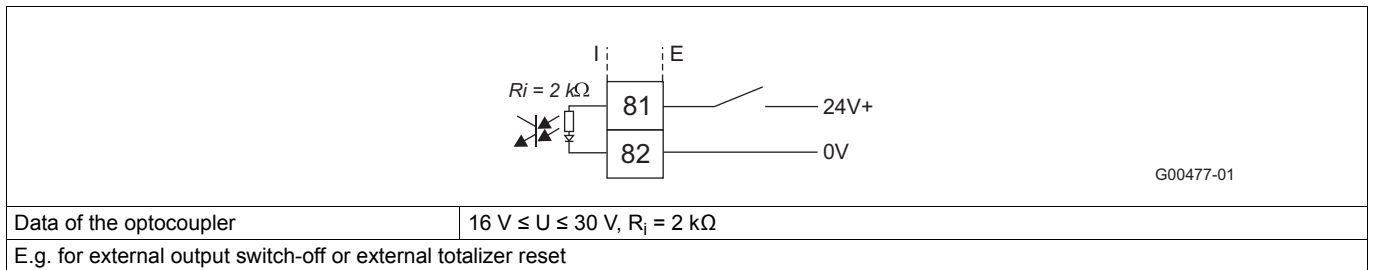 I E
Ri = 2 kΩ
81
24V+
82
0V
G00477-01
Data of the optocoupler 16 V ≤ U ≤ 30 V, Ri = 2 kΩ
E.g. for external output switch-off or external totalizer reset